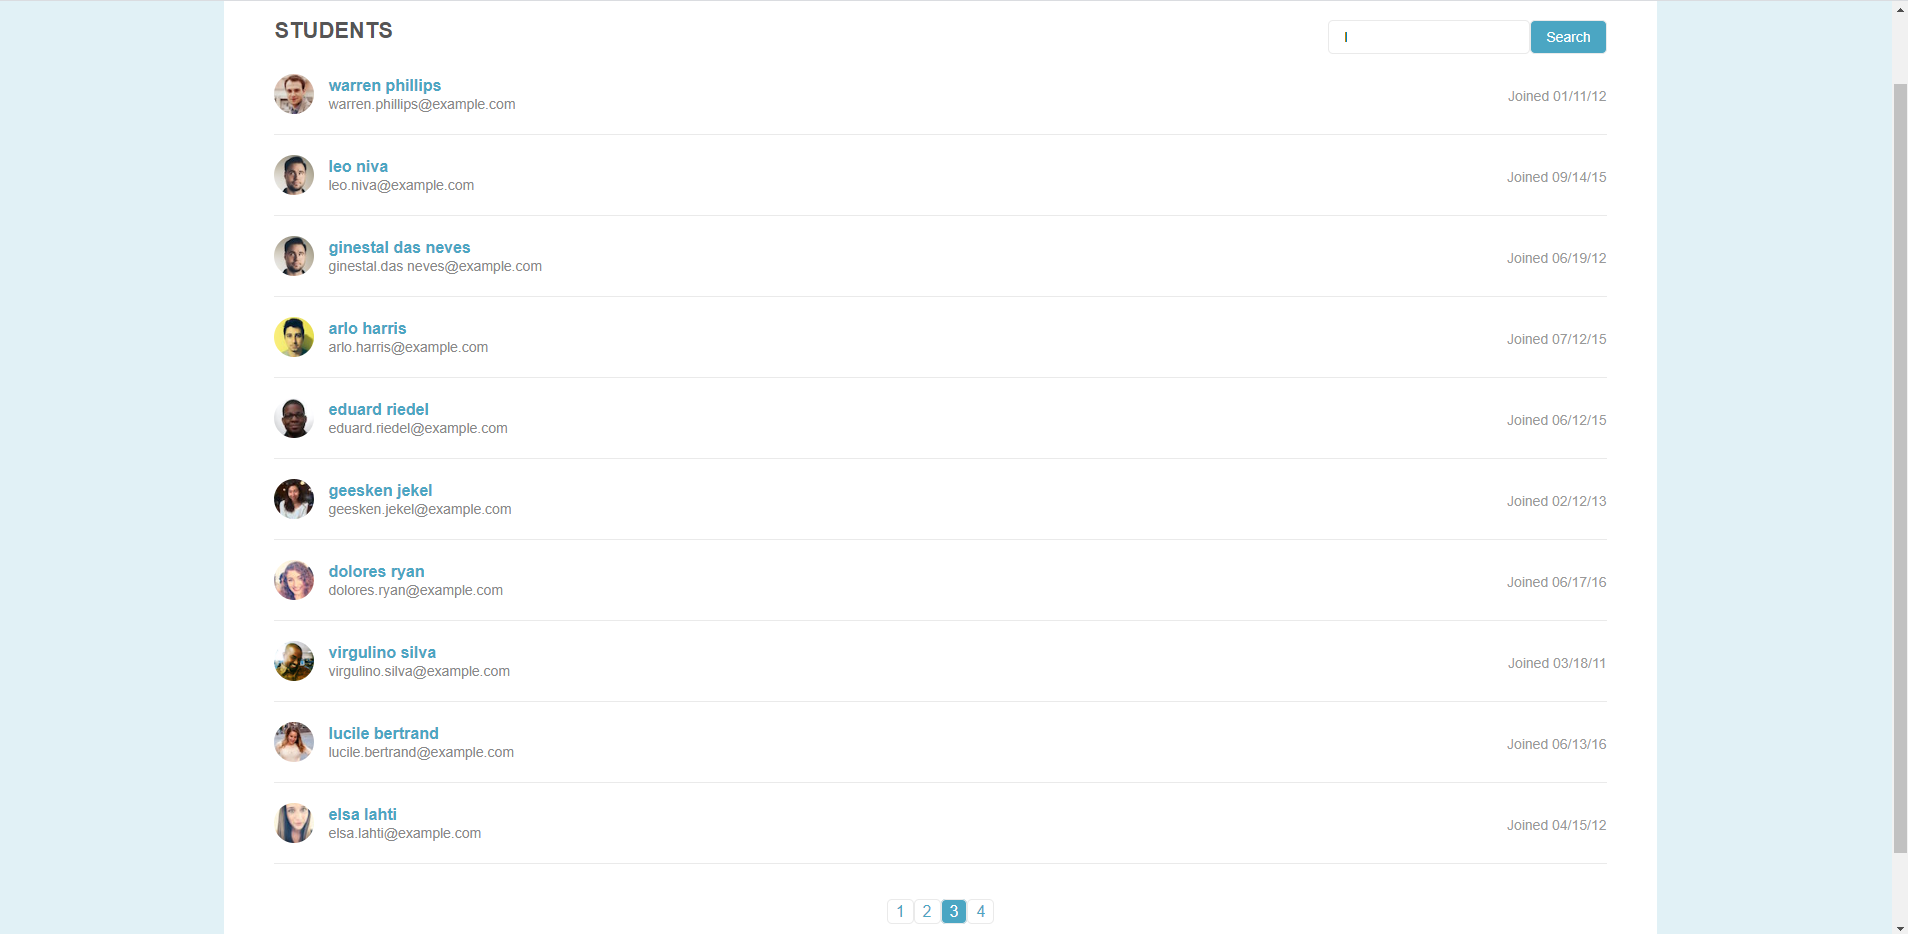 STUDENTS
l
Search
warren phillips
warren.phillips@example.com
Joined 01/11/12
leo niva
leo.niva@example.com
Joined 09/14/15
ginestal das neves
ginestal.das neves@example.com
Joined 06/19/12
arlo harris
arlo.harris@example.com
Joined 07/12/15
eduard riedel
eduard.riedel@example.com
Joined 06/12/15
geesken jekel
geesken.jekel@example.com
Joined 02/12/13
dolores ryan
dolores.ryan@example.com
Joined 06/17/16
virgulino silva
virgulino.silva@example.com
Joined 03/18/11
lucile bertrand
lucile.bertrand@example.com
Joined 06/13/16
elsa lahti
elsa.lahti@example.com
Joined 04/15/12
1 2 3 4